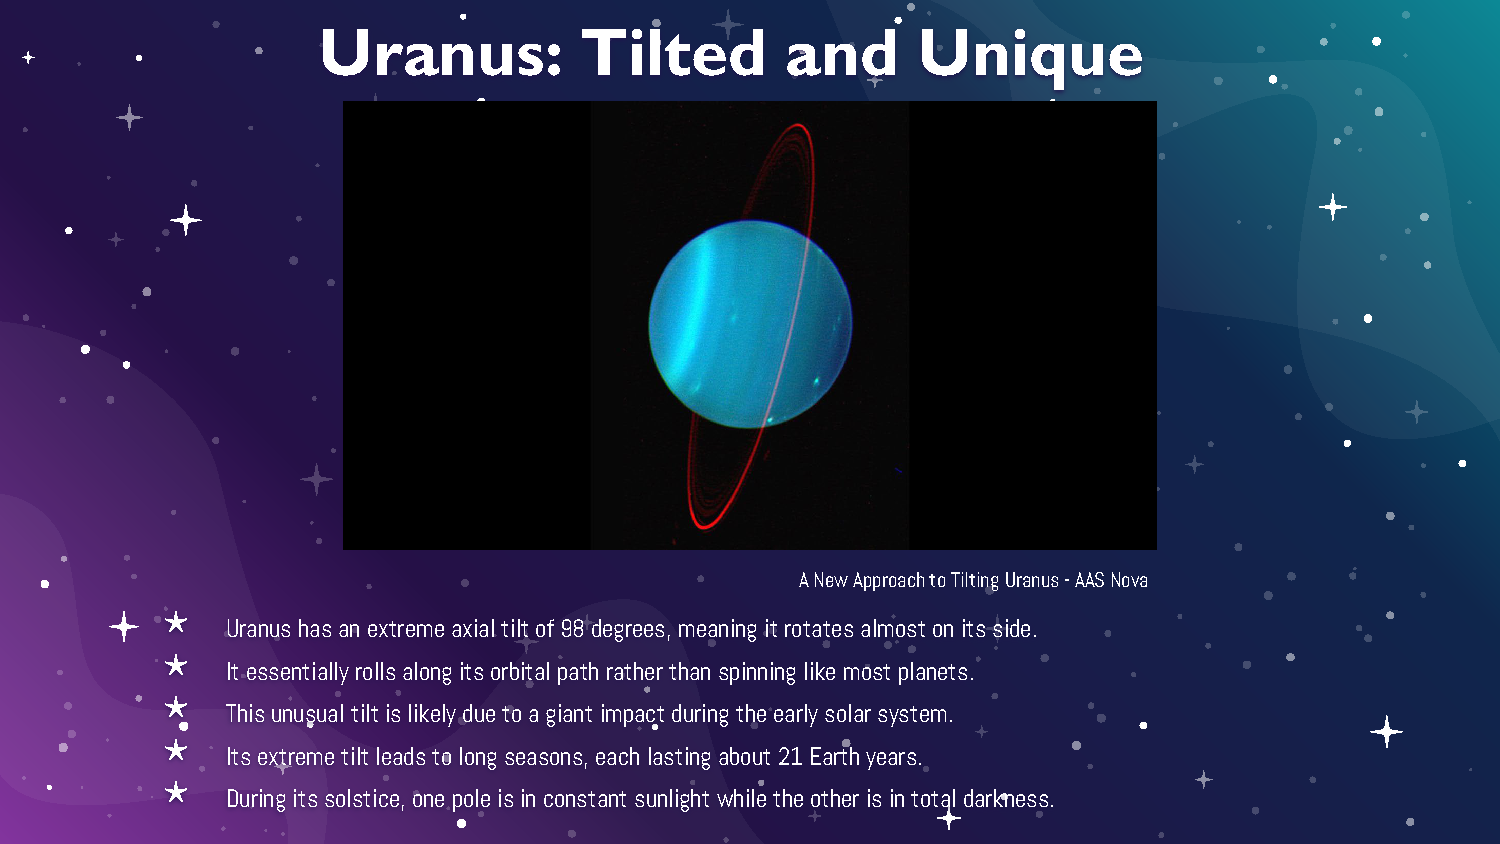 Uranus: Tilted and Unique
A New Approach to Tilting Uranus - AAS Nova
Uranus has an extreme axial tilt of 98 degrees, meaning it rotates almost on its side.
It essentially rolls along its orbital path rather than spinning like most planets.
This unusual tilt is likely due to a giant impact during the early solar system.
Its extreme tilt leads to long seasons, each lasting about 21 Earth years.
During its solstice, one pole is in constant sunlight while the other is in total darkness.